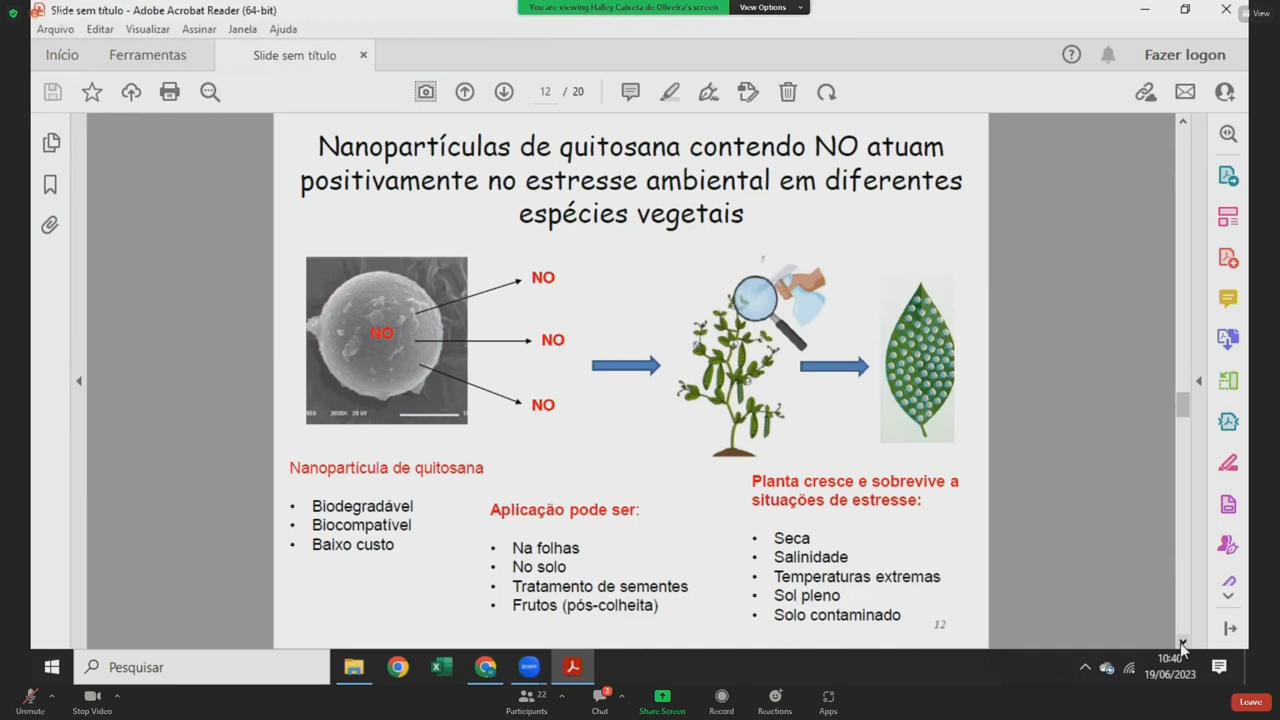 Slide sem título - Adobe Acrobat Reader (64-bit)
You are viewing Halley Caixeta de Oliveira's screen
View Options
View
Arquivo Editar Visualizar Assinar Janela Ajuda
Início Ferramentas Slide sem título × Fazer logon
12 / 20
Nanopartículas de quitosana contendo NO atuam
positivamente no estresse ambiental em diferentes
espécies vegetais
NO
NO
NO
NO
Nanopartícula de quitosana
• Biodegradável
• Biocompatível
• Baixo custo
Aplicação pode ser:
• Na folhas
• No solo
• Tratamento de sementes
• Frutos (pós-colheita)
Planta cresce e sobrevive a
situações de estresse:
• Seca
• Salinidade
• Temperaturas extremas
• Sol pleno
• Solo contaminado
12
Pesquisar
zoom
10:40
19/06/2023
Unmute Stop Video Participants 22 Chat 3 Share Screen Record Reactions Apps Leave